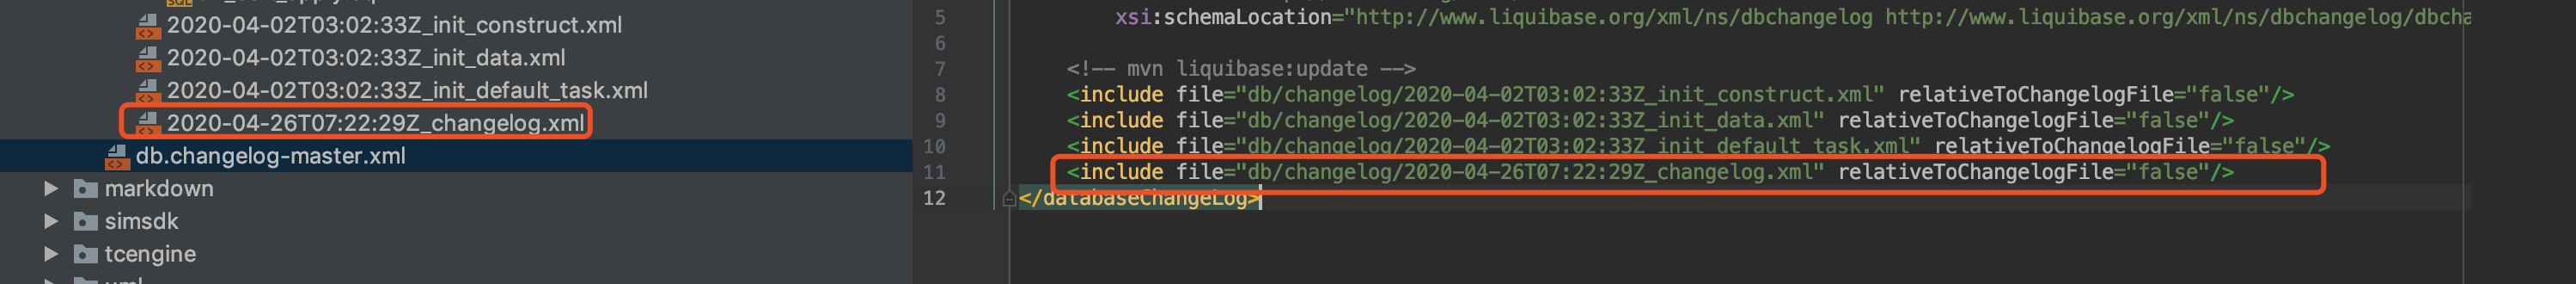 2020-04-02T03:02:33Z_init_construct.xml
2020-04-02T03:02:33Z_init_data.xml
2020-04-02T03:02:33Z_init_default_task.xml
2020-04-26T07:22:29Z_changelog.xml
db.changelog-master.xml
markdown
simsdk
tcengine
5 xsi:schemaLocation="http://www.liquibase.org/xml/ns/dbchangelog http://www.liquibase.org/xml/ns/dbchangelog/dbcha
6
7 <!-- mvn liquibase:update -->
8 <include file="db/changelog/2020-04-02T03:02:33Z_init_construct.xml" relativeToChangelogFile="false"/>
9 <include file="db/changelog/2020-04-02T03:02:33Z_init_data.xml" relativeToChangelogFile="false"/>
10 <include file="db/changelog/2020-04-02T03:02:33Z_init_default_task.xml" relativeToChangelogFile="false"/>
11 <include file="db/changelog/2020-04-26T07:22:29Z_changelog.xml" relativeToChangelogFile="false"/>
12 </databaseChangeLog>